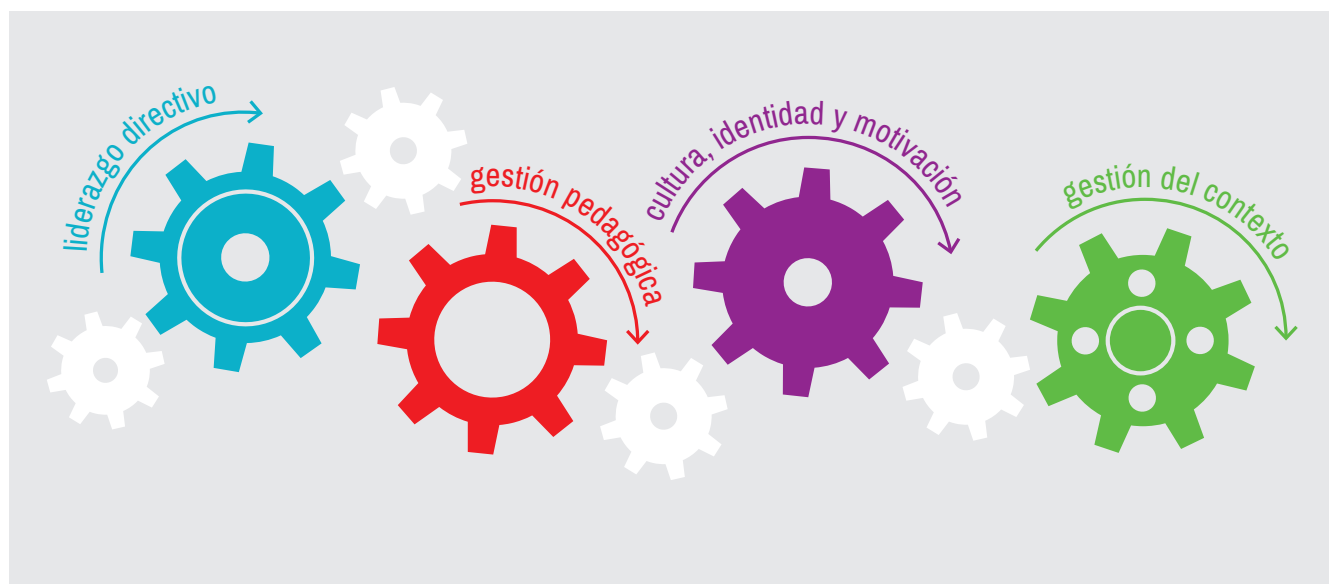 liderazgo directivo
gestión pedagógica
cultura, identidad y motivación
gestión del contexto